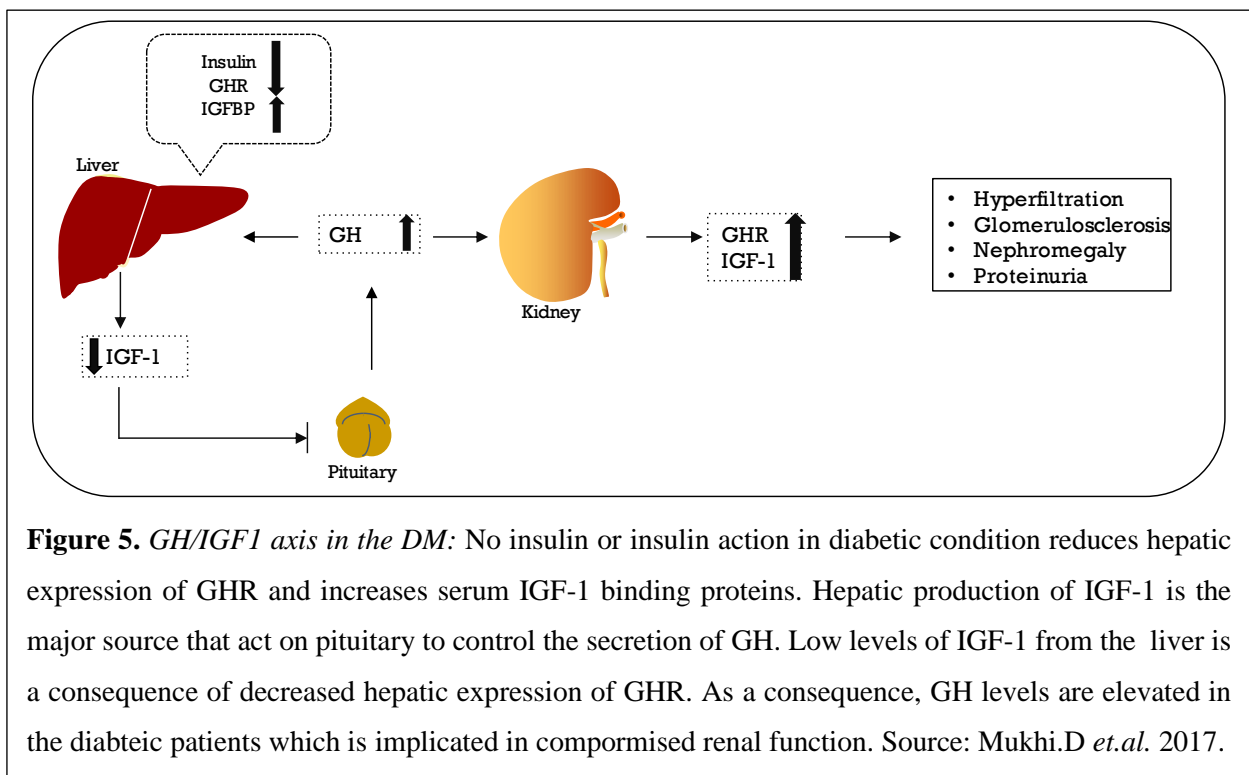 Insulin
GHR
IGFBP
Liver
GH
Kidney
GHR
IGF-1
• Hyperfiltration
• Glomerulosclerosis
• Nephromegaly
• Proteinuria
IGF-1
Pituitary
Figure 5. GH/IGF1 axis in the DM: No insulin or insulin action in diabetic condition reduces hepatic
expression of GHR and increases serum IGF-1 binding proteins. Hepatic production of IGF-1 is the
major source that act on pituitary to control the secretion of GH. Low levels of IGF-1 from the liver is
a consequence of decreased hepatic expression of GHR. As a consequence, GH levels are elevated in
the diabteic patients which is implicated in compormised renal function. Source: Mukhi.D et.al. 2017.